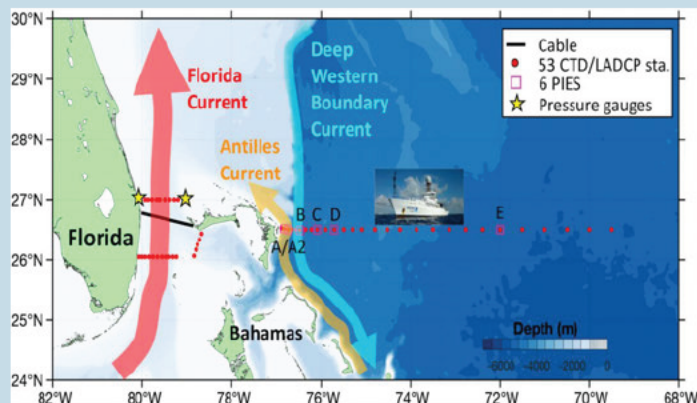 30°N
29°N
28°N
27°N
26°N
25°N
24°N
82°W
80°W
78°W
76°W
74°W
72°W
70°W
68°W
Florida
Current
Antilles
Current
Deep
Western
Boundary
Current
Cable
53 CTD/LADCP sta.
6 PIES
Pressure gauges
B C D
E
A/A2
Florida
Bahamas
Depth (m)
-6000 -4000 -2000 0